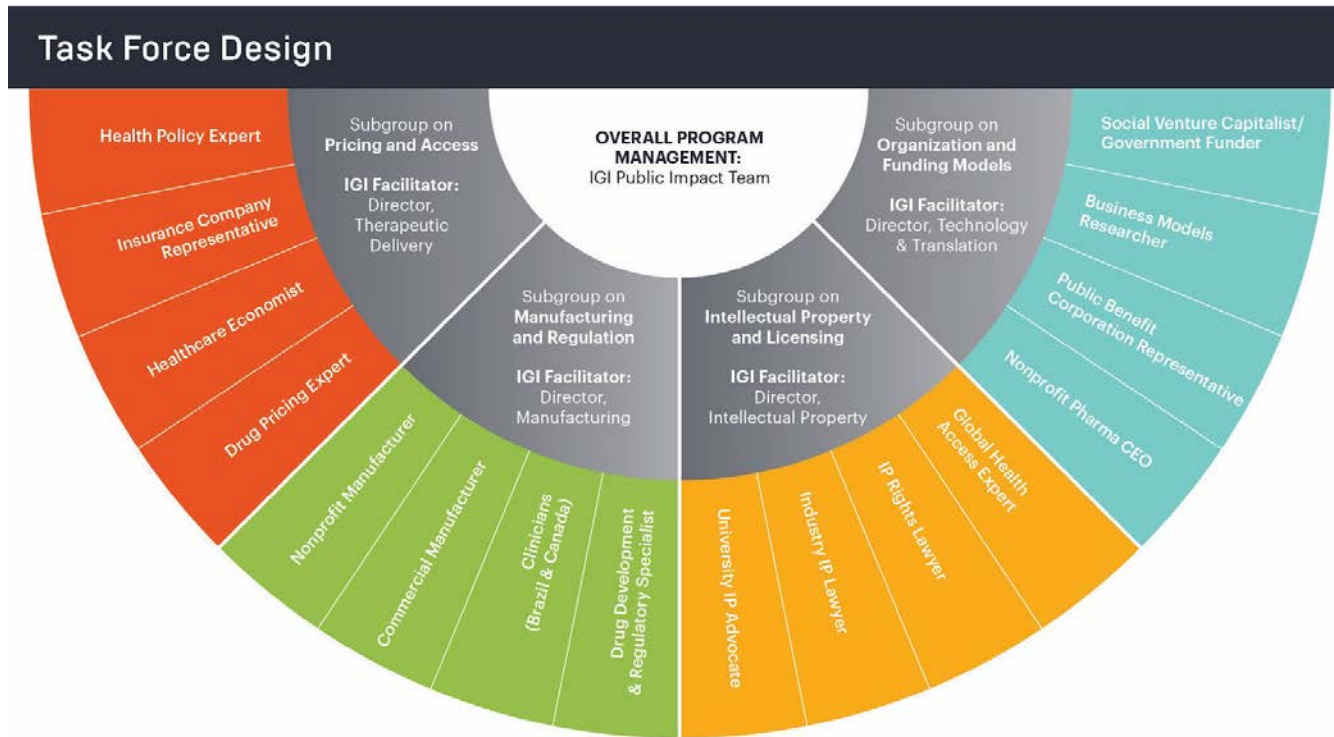 Task Force Design
OVERALL PROGRAM
MANAGEMENT:
IGI Public Impact Team
Subgroup on
Pricing and Access
IGI Facilitator:
Director,
Therapeutic
Delivery
Health Policy Expert
Insurance Company
Representative
Healthcare Economist
Drug Pricing Expert
Subgroup on
Manufacturing
and Regulation
IGI Facilitator:
Director,
Manufacturing
Nonprofit Manufacturer
Commercial Manufacturer
Clinicians
(Brazil & Canada)
Drug Development
& Regulatory Specialist
Subgroup on
Intellectual Property
and Licensing
IGI Facilitator:
Director,
Intellectual Property
University IP Advocate
Industry IP Lawyer
IP Rights Lawyer
Global Health
Access Expert
Subgroup on
Organization and
Funding Models
IGI Facilitator:
Director, Technology
& Translation
Social Venture Capitalist/
Government Funder
Business Models
Researcher
Public Benefit
Corporation Representative
Nonprofit Pharma CEO